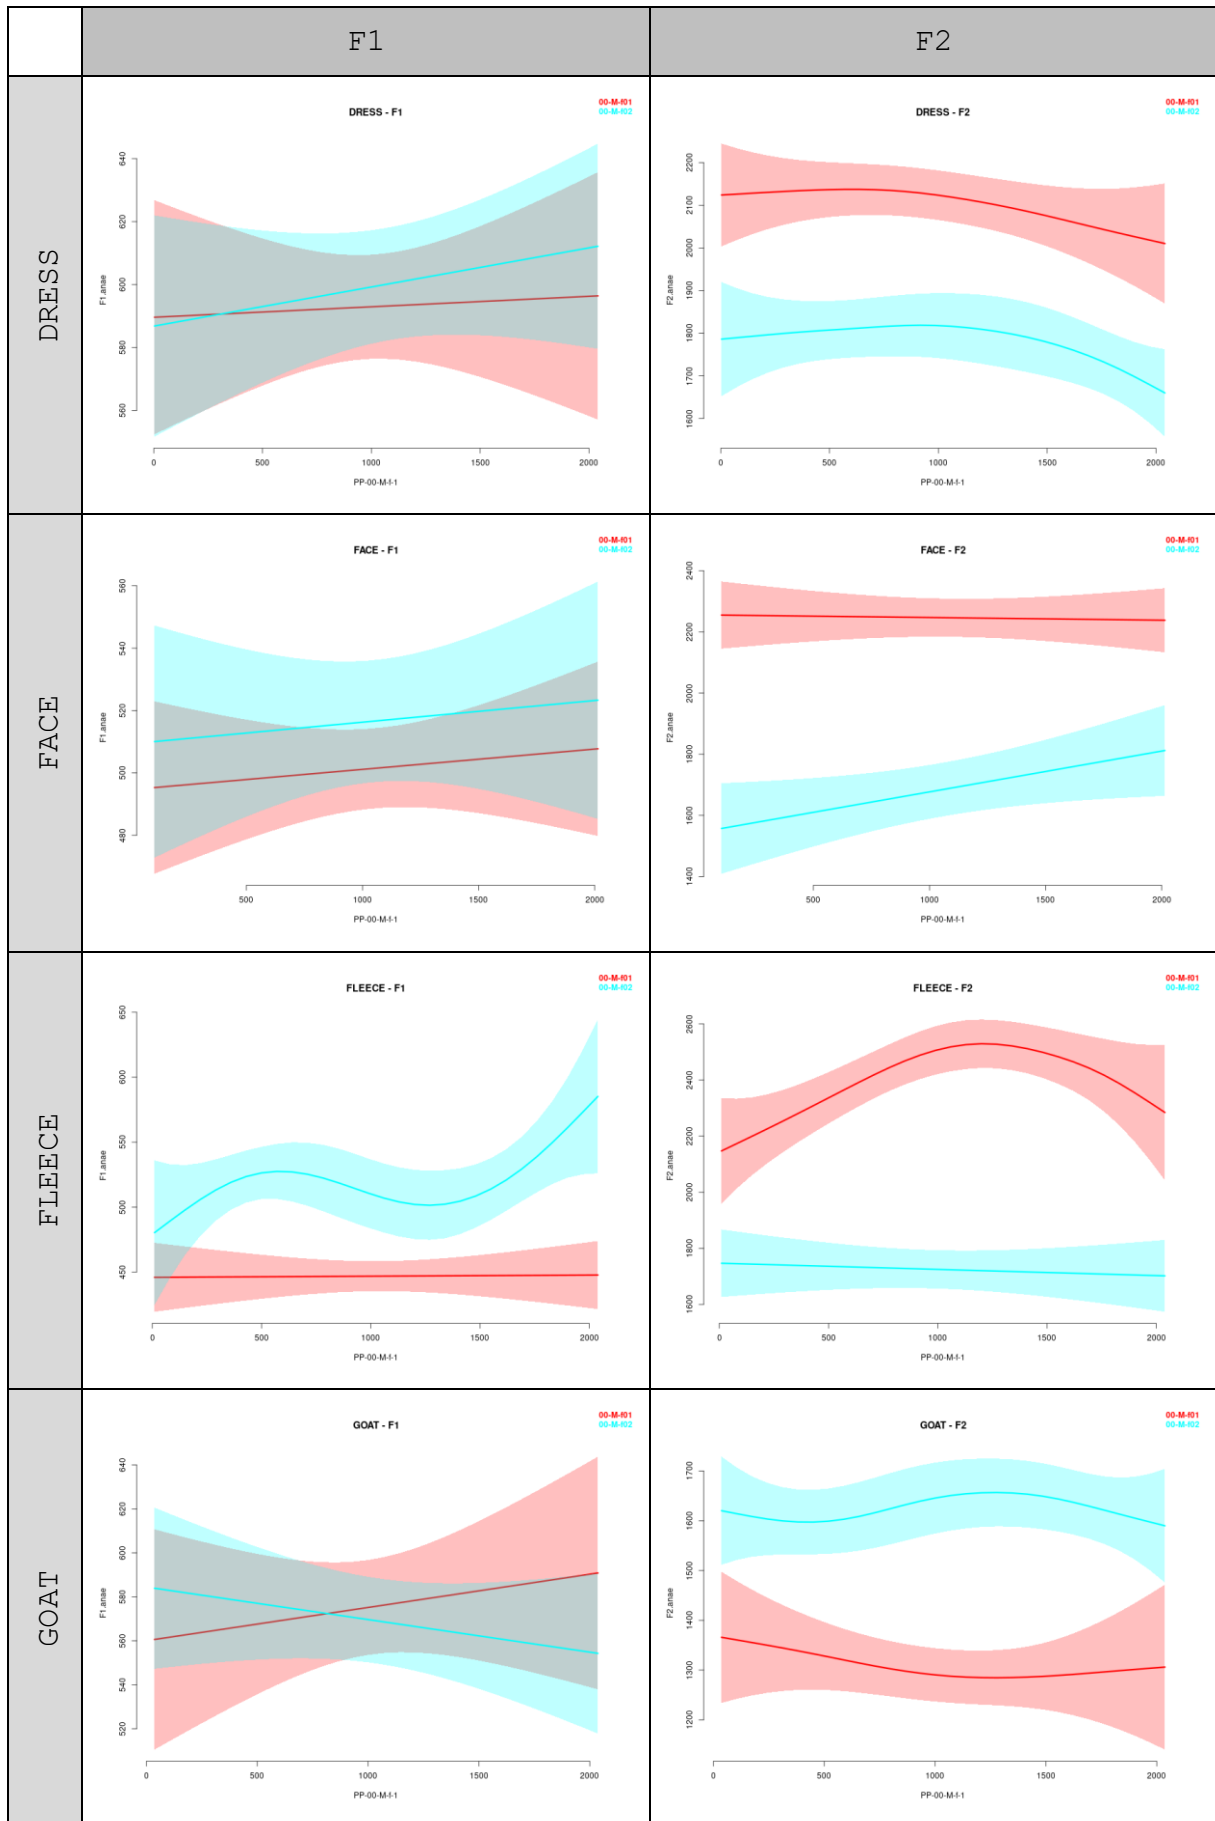 F1
F2
DRESS
DRESS - F1
00-M-f01
00-M-f02
F1.anae
640
620
600
580
560
0 500 1000 1500 2000
PP-00-M-f-1
DRESS - F2
00-M-f01
00-M-f02
F2.anae
2200
2100
2000
1900
1800
1700
1600
0 500 1000 1500 2000
PP-00-M-f-1
FACE
FACE - F1
00-M-f01
00-M-f02
F1.anae
560
540
520
500
480
500 1000 1500 2000
PP-00-M-f-1
FACE - F2
00-M-f01
00-M-f02
F2.anae
2400
2200
2000
1800
1600
1400
500 1000 1500 2000
PP-00-M-f-1
FLEECE
FLEECE - F1
00-M-f01
00-M-f02
F1.anae
650
600
550
500
450
0 500 1000 1500 2000
PP-00-M-f-1
FLEECE - F2
00-M-f01
00-M-f02
F2.anae
2600
2400
2200
2000
1800
1600
0 500 1000 1500 2000
PP-00-M-f-1
GOAT
GOAT - F1
00-M-f01
00-M-f02
F1.anae
640
620
600
580
560
540
520
0 500 1000 1500 2000
PP-00-M-f-1
GOAT - F2
00-M-f01
00-M-f02
F2.anae
1700
1600
1500
1400
1300
1200
0 500 1000 1500 2000
PP-00-M-f-1